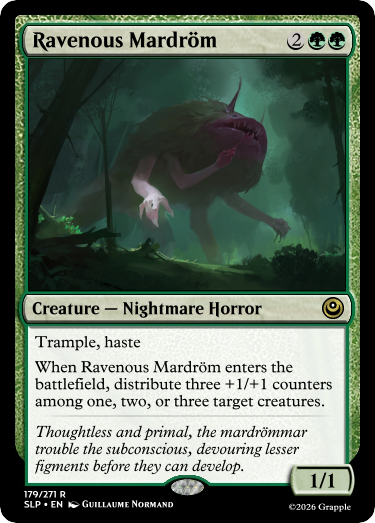 Ravenous Mardröm 2
Creature — Nightmare Horror
Trample, haste
When Ravenous Mardröm enters the
battlefield, distribute three +1/+1 counters
among one, two, or three target creatures.
Thoughtless and primal, the mardrömmar
trouble the subconscious, devouring lesser
figments before they can develop.
1/1
179/271 R
SLP • EN Guillaume Normand
©2026 Grapple